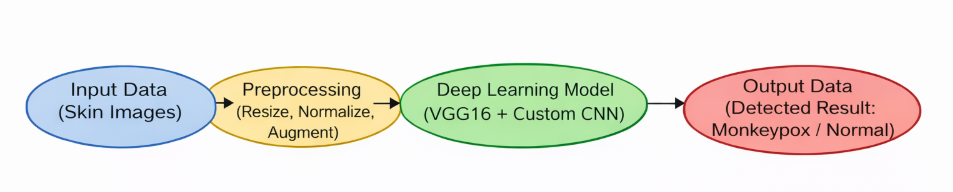 Input Data
(Skin Images)
Preprocessing
(Resize, Normalize,
Augment)
Deep Learning Model
(VGG16 + Custom CNN)
Output Data
(Detected Result:
Monkeypox / Normal)